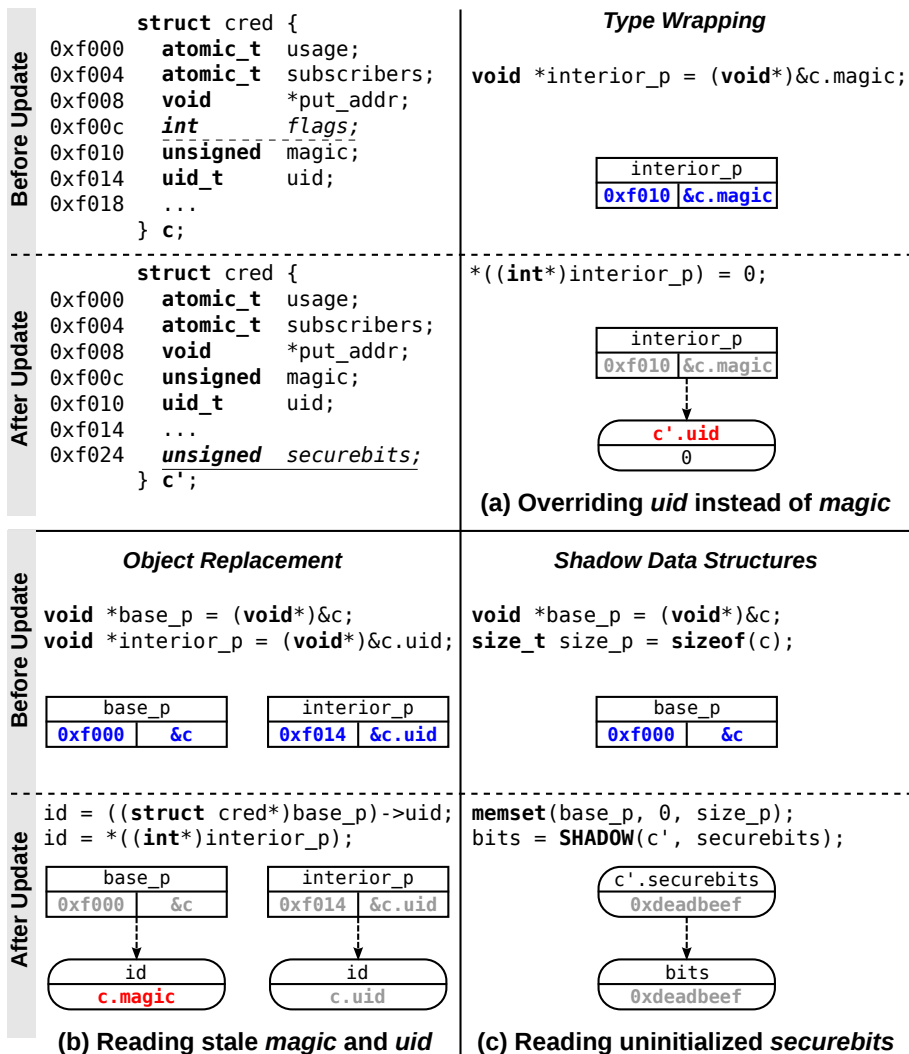 Before Update
struct cred {
0xf000 atomic_t usage;
0xf004 atomic_t subscribers;
0xf008 void *put_addr;
0xf00c int flags;
0xf010 unsigned magic;
0xf014 uid_t uid;
0xf018 ...
} c;
Type Wrapping
void *interior_p = (void*)&c.magic;
interior_p
0xf010 &c.magic
After Update
struct cred {
0xf000 atomic_t usage;
0xf004 atomic_t subscribers;
0xf008 void *put_addr;
0xf00c unsigned magic;
0xf010 uid_t uid;
0xf014 ...
0xf024 unsigned securebits;
} c';
*((int*)interior_p) = 0;
interior_p
0xf010 &c.magic
c'.uid
0
(a) Overriding uid instead of magic
Before Update
Object Replacement
void *base_p = (void*)&c;
void *interior_p = (void*)&c.uid;
base_p
0xf000 &c
interior_p
0xf014 &c.uid
Shadow Data Structures
void *base_p = (void*)&c;
size_t size_p = sizeof(c);
base_p
0xf000 &c
After Update
id = ((struct cred*)base_p)->uid;
id = *((int*)interior_p);
base_p
0xf000 &c
id
c.magic
interior_p
0xf014 &c.uid
id
c.uid
(b) Reading stale magic and uid
memset(base_p, 0, size_p);
bits = SHADOW(c', securebits);
c'.securebits
0xdeadbeef
bits
0xdeadbeef
(c) Reading uninitialized securebits